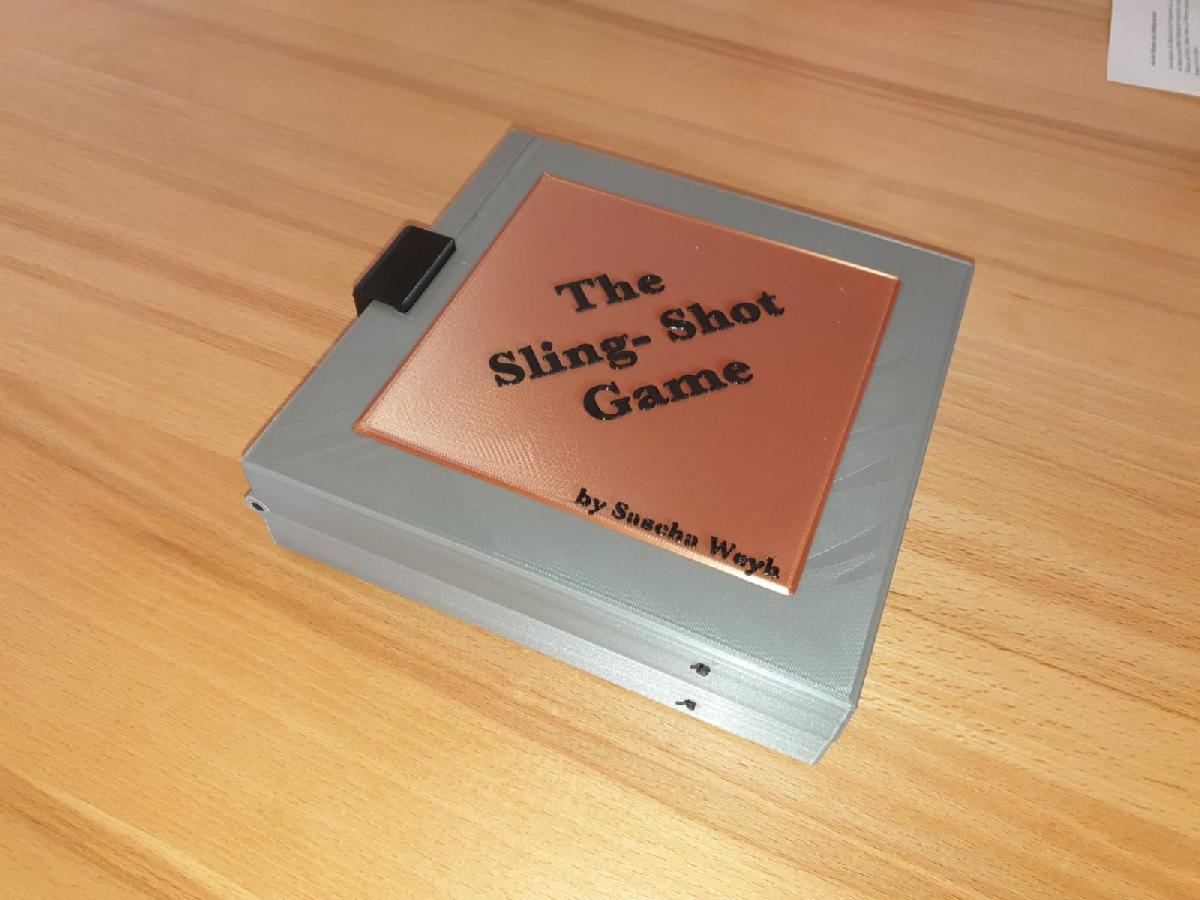 The
Sling- Shot
Game
by Sascha Weyh